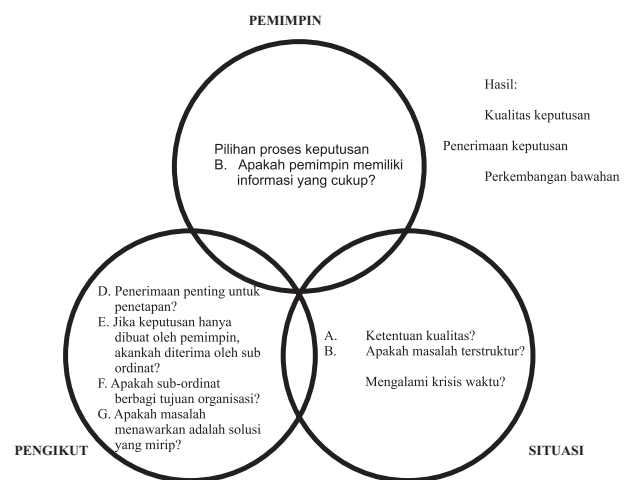 PEMIMPIN
Hasil:
Kualitas keputusan
Penerimaan keputusan
Perkembangan bawahan
Pilihan proses keputusan
B. Apakah pemimpin memiliki
informasi yang cukup?
D. Penerimaan penting untuk
penetapan?
E. Jika keputusan hanya
dibuat oleh pemimpin,
akankah diterima oleh sub
ordinat?
F. Apakah sub-ordinat
berbagi tujuan organisasi?
G. Apakah masalah
menawarkan adalah solusi
yang mirip?
A. Ketentuan kualitas?
B. Apakah masalah terstruktur?
Mengalami krisis waktu?
PENGIKUT
SITUASI